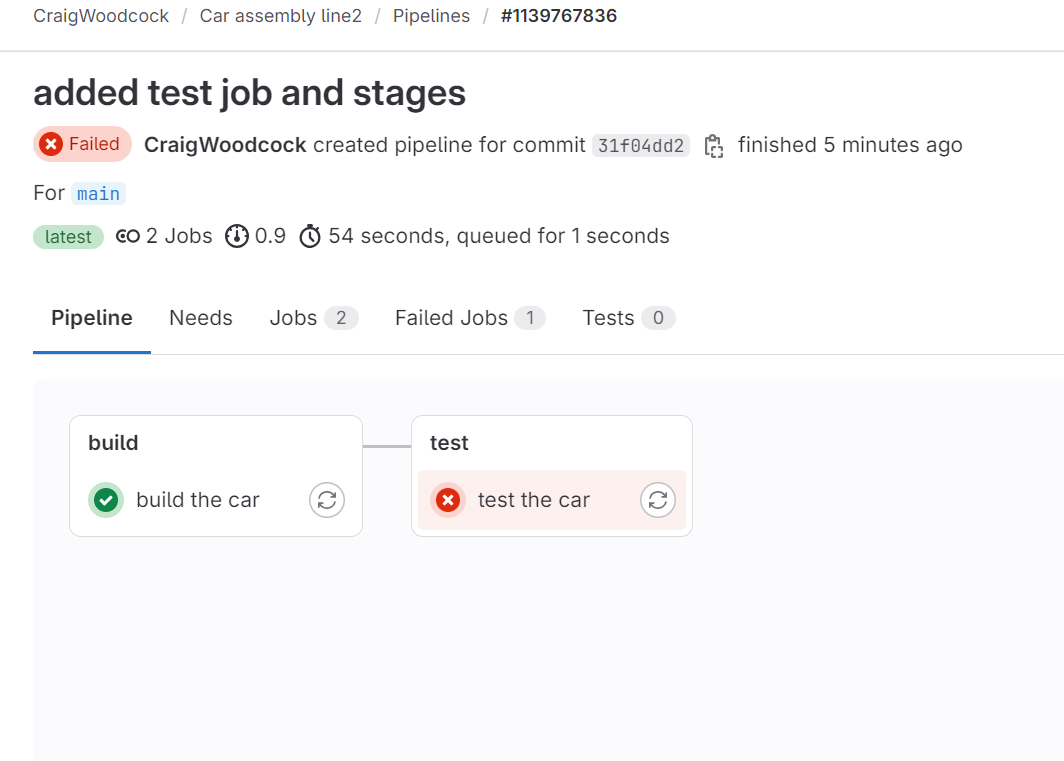 CraigWoodcock / Car assembly line2 / Pipelines / #1139767836
added test job and stages
Failed CraigWoodcock created pipeline for commit 31f04dd2 finished 5 minutes ago
For main
latest 2 Jobs 0.9 54 seconds, queued for 1 seconds
Pipeline Needs Jobs 2 Failed Jobs 1 Tests 0
build test
build the car test the car